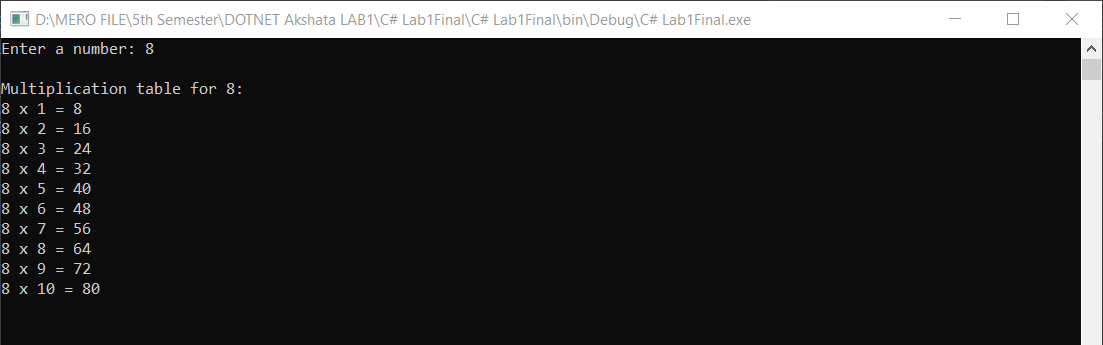 D:\MERO FILE\5th Semester\DOTNET Akshata LAB1\C# Lab1Final\C# Lab1Final\bin\Debug\C# Lab1Final.exe
Enter a number: 8
Multiplication table for 8:
8 x 1 = 8
8 x 2 = 16
8 x 3 = 24
8 x 4 = 32
8 x 5 = 40
8 x 6 = 48
8 x 7 = 56
8 x 8 = 64
8 x 9 = 72
8 x 10 = 80